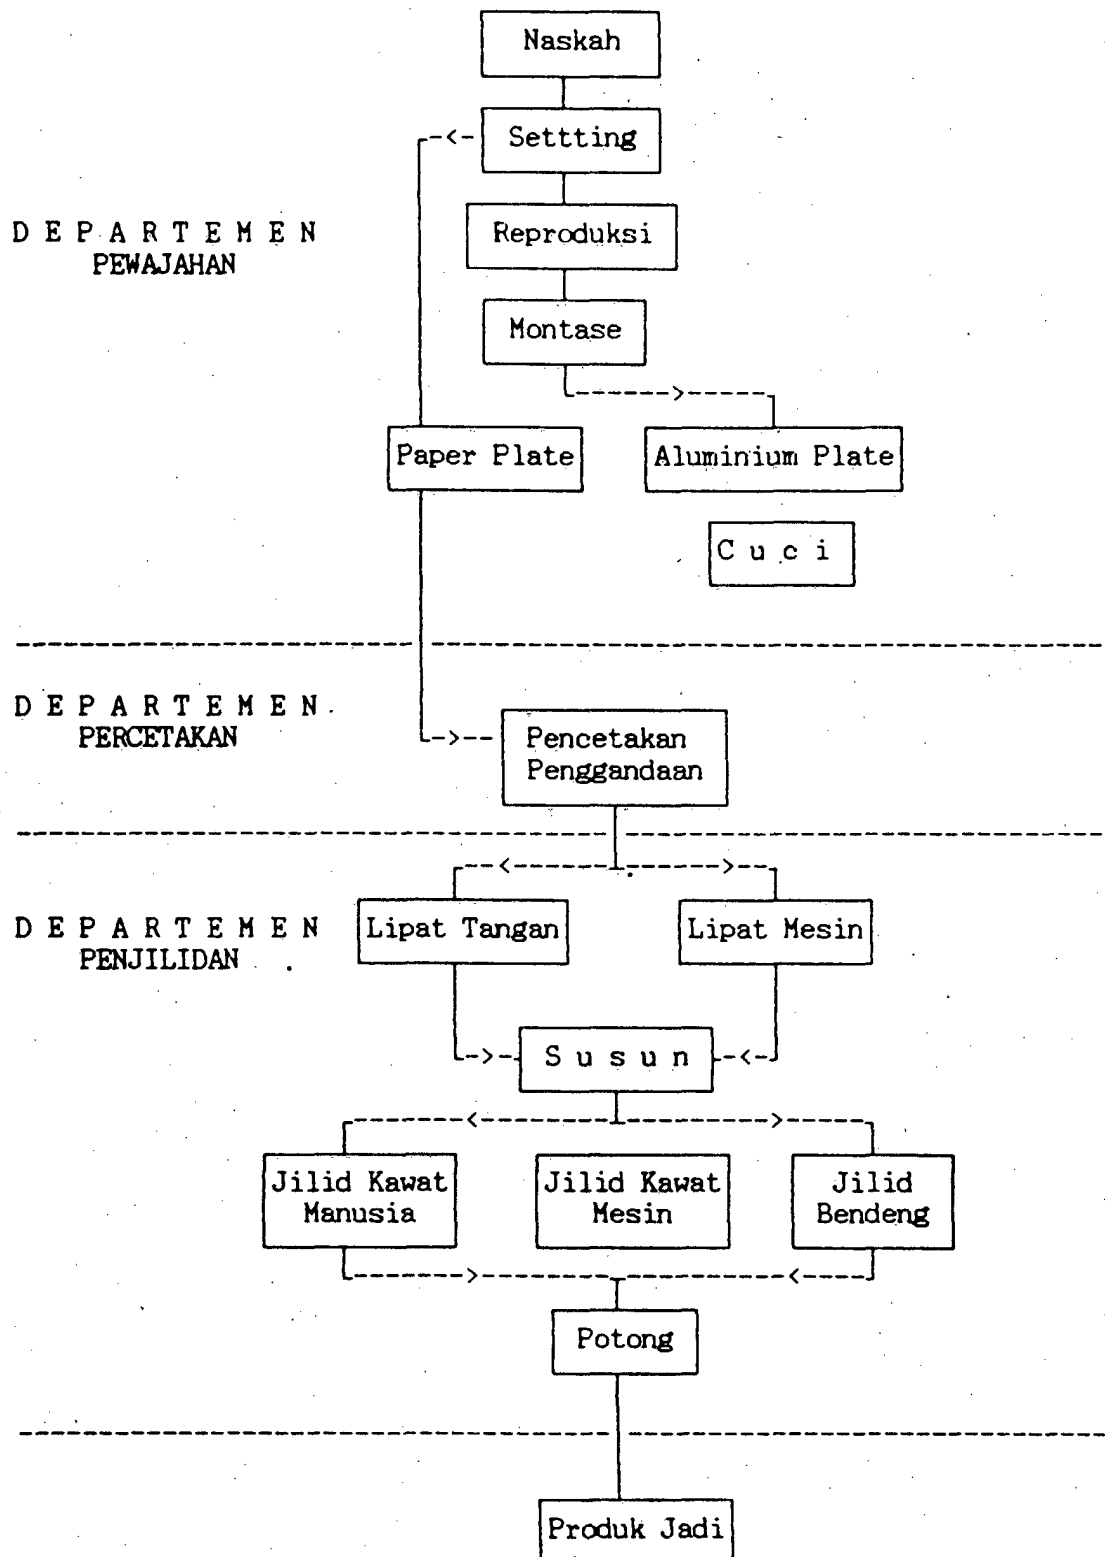 Naskah
Settting
D E P A R T E M E N
PEWAJAHAN
Reproduksi
Montase
Paper Plate
Aluminium Plate
C u c i
D E P A R T E M E N
PERCETAKAN
Pencetakan
Penggandaan
D E P A R T E M E N
PENJILIDAN
Lipat Tangan
Lipat Mesin
S u s u n
Jilid Kawat
Manusia
Jilid Kawat
Mesin
Jilid
Bendeng
Potong
Produk Jadi